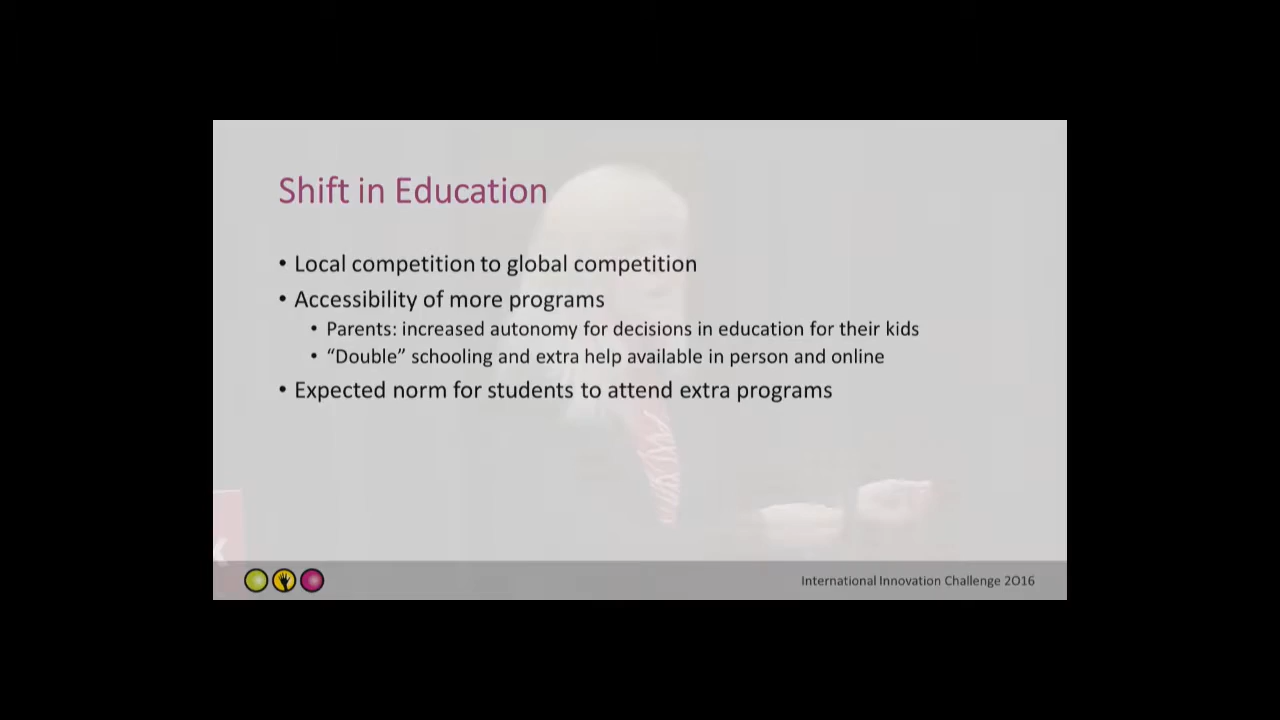 Shift in Education
• Local competition to global competition
• Accessibility of more programs
• Parents: increased autonomy for decisions in education for their kids
• “Double” schooling and extra help available in person and online
• Expected norm for students to attend extra programs
International Innovation Challenge 2016